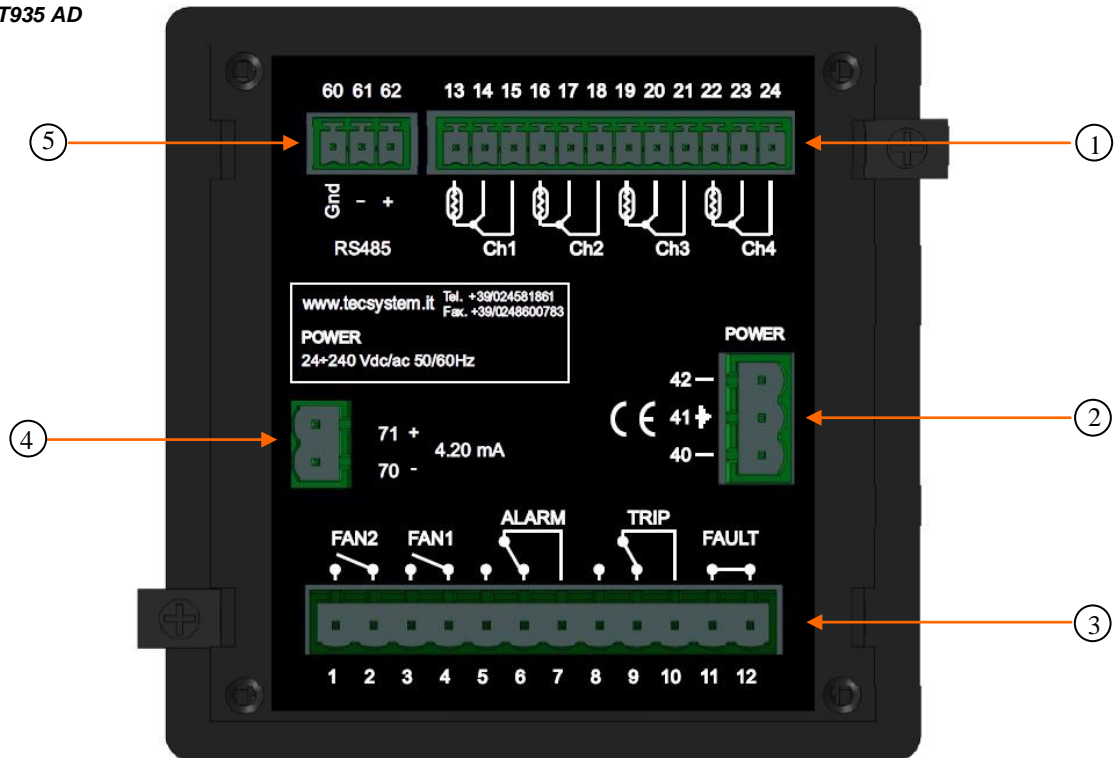 T935 AD
60 61 62
13 14 15 16 17 18 19 20 21 22 23 24
5
1
Gnd - +
RS485
Ch1 Ch2 Ch3 Ch4
www.tecsystem.it Tel. +39/024581861
Fax. +39/0248600783
POWER
24÷240 Vdc/ac 50/60Hz
POWER
42
CE 41
40
2
4
71 +
70 -
4.20 mA
FAN2 FAN1 ALARM TRIP FAULT
3
1 2 3 4 5 6 7 8 9 10 11 12